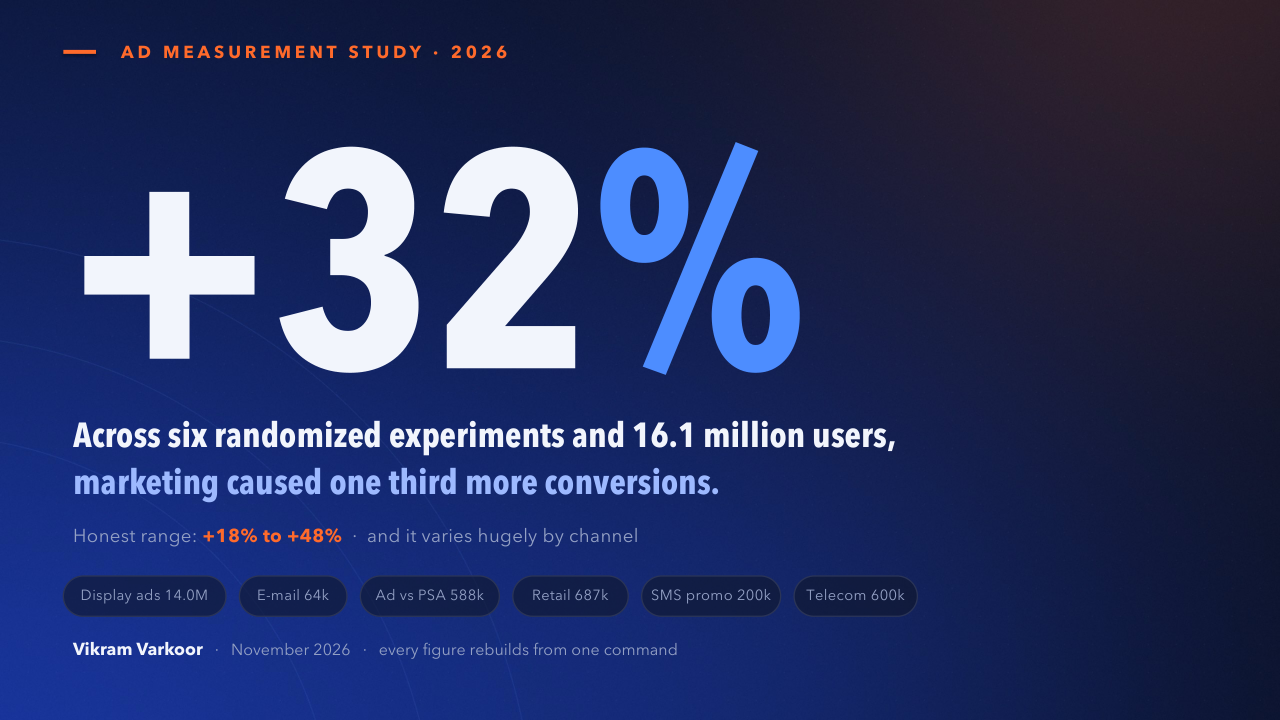 AD MEASUREMENT STUDY · 2026
+32%
Across six randomized experiments and 16.1 million users,
marketing caused one third more conversions.
Honest range: +18% to +48% · and it varies hugely by channel
Display ads 14.0M E-mail 64k Ad vs PSA 588k Retail 687k SMS promo 200k Telecom 600k
Vikram Varkoor · November 2026 · every figure rebuilds from one command